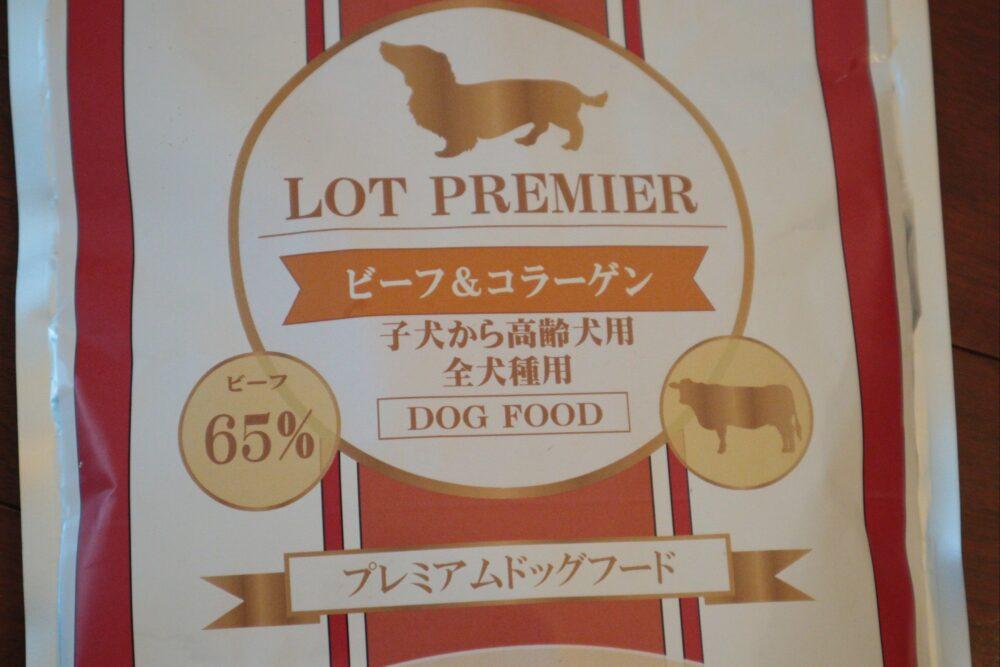 LOT PREMIER
ビーフ&コラーゲン
子犬から高齢犬用
全犬種用
DOG FOOD
ビーフ
65%
プレミアムドッグフード